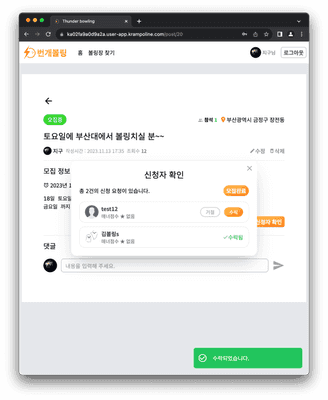 Thunder bowling
ka02fa9a0d9a2a.user-app.krampoline.com/post/20
번개볼링
홈 볼링장 찾기
지구님
로그아웃
모집중
활력 1
부산광역시 금정구 장전동
토요일에 부산대에서 볼링치실 분~~
지구
작성시간 : 2023.11.13 17:35 조회수 12
수정
삭제
모집 정보
2023년 1
18일 토요일
금요일 까지
신청자 확인
총 2건의 신청 요청이 있습니다.
모집완료
test12
매너점수 ★ 없음
거절
수락
김볼링s
매너점수 ★ 없음
✓수락됨
신청자 확인
댓글
내용을 입력해 주세요.
수락되었습니다.